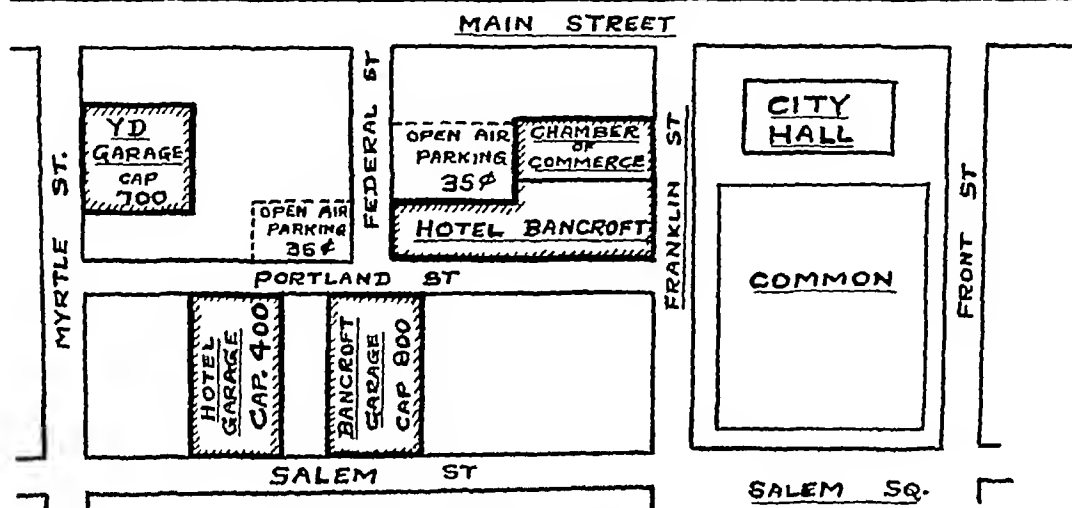 MAIN STREET
MYRTLE ST.
YD
GARAGE
CAP
700
OPEN AIR
PARKING
35¢
FEDERAL ST
OPEN AIR
PARKING
35¢
CHAMBER
OF
COMMERCE
HOTEL BANCROFT
FRANKLIN ST
CITY
HALL
COMMON
FRONT ST
PORTLAND ST
HOTEL
GARAGE
CAP. 400
BANCROFT
GARAGE
CAP 800
SALEM ST
SALEM SQ.